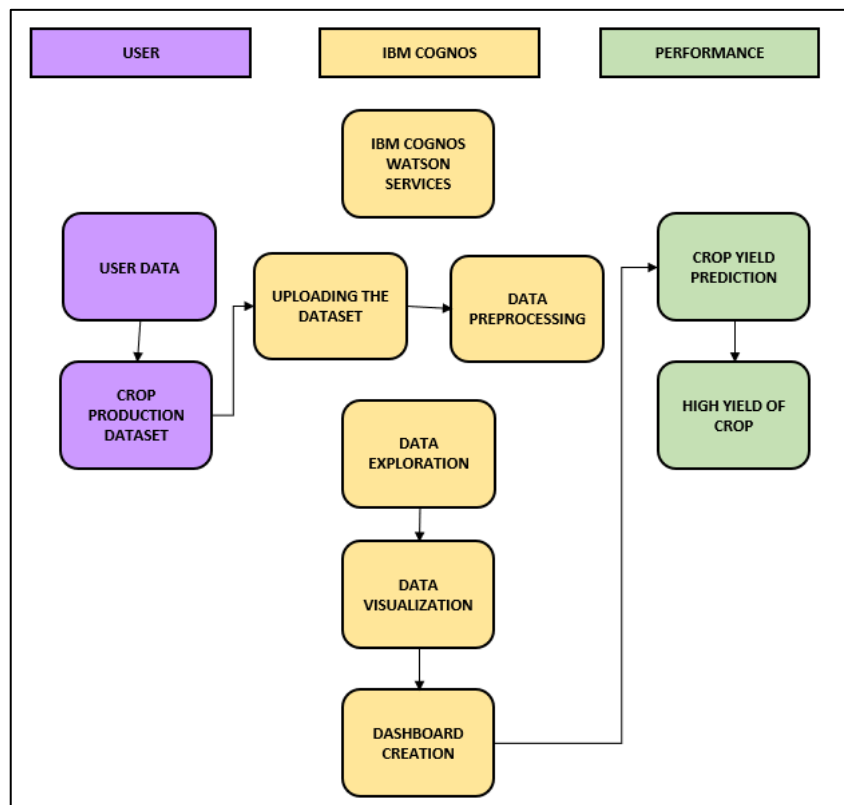 USER
IBM COGNOS
PERFORMANCE
IBM COGNOS
WATSON
SERVICES
USER DATA
UPLOADING THE
DATASET
DATA
PREPROCESSING
CROP YIELD
PREDICTION
CROP
PRODUCTION
DATASET
DATA
EXPLORATION
HIGH YIELD OF
CROP
DATA
VISUALIZATION
DASHBOARD
CREATION